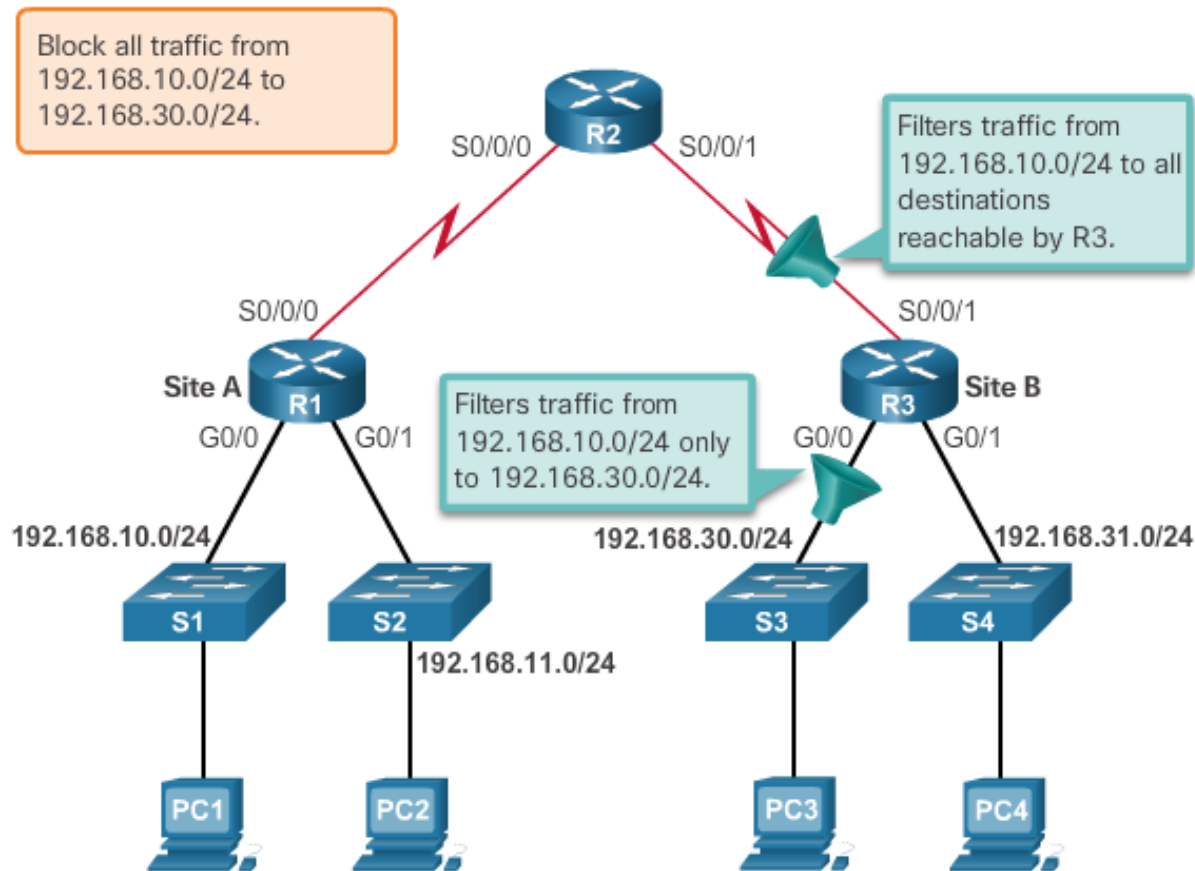 Block all traffic from
192.168.10.0/24 to
192.168.30.0/24.
R2
S0/0/0
S0/0/1
Filters traffic from
192.168.10.0/24 to all
destinations
reachable by R3.
S0/0/0
S0/0/1
Site A
R1
R3
Site B
Filters traffic from
192.168.10.0/24 only
to 192.168.30.0/24.
G0/0
G0/1
G0/0
G0/1
192.168.10.0/24
192.168.30.0/24
192.168.31.0/24
S1
S2
S3
S4
192.168.11.0/24
PC1
PC2
PC3
PC4